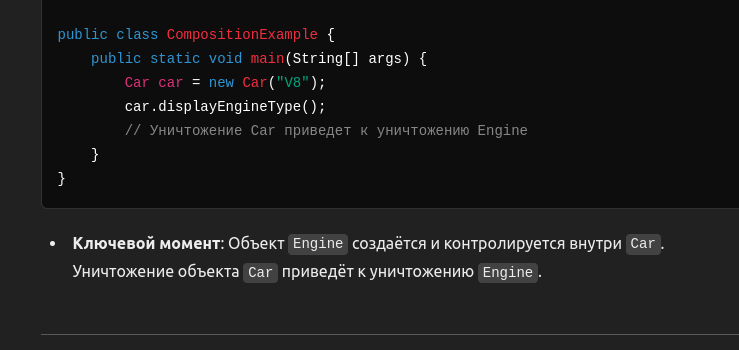 public class CompositionExample {
    public static void main(String[] args) {
        Car car = new Car("V8");
        car.displayEngineType();
        // Уничтожение Car приведет к уничтожению Engine
    }
}
• Ключевой момент: Объект Engine создаётся и контролируется внутри Car.
Уничтожение объекта Car приведёт к уничтожению Engine.